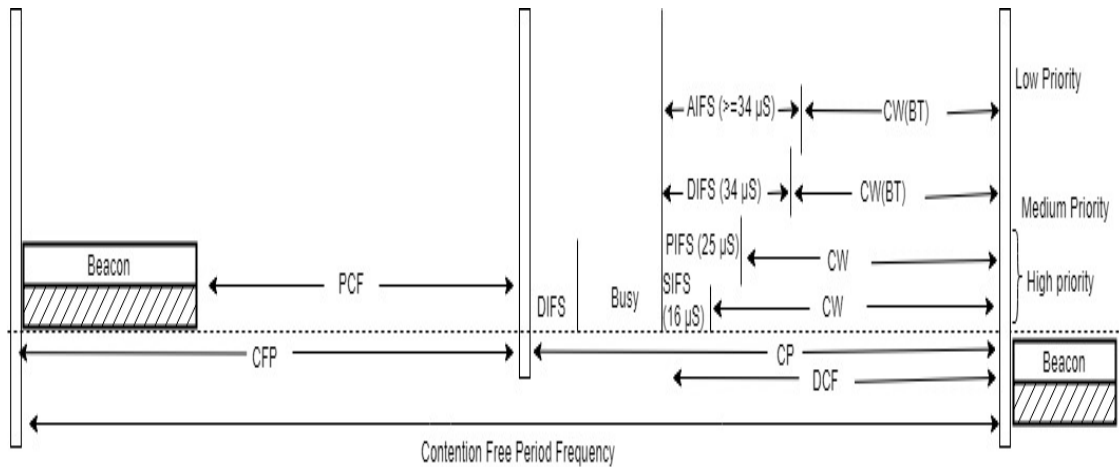 Low Priority
AIFS (>=34 µS)
CW(BT)
DIFS (34 µS)
CW(BT)
Medium Priority
PIFS (25 µS)
CW
High priority
Beacon
PCF
DIFS
Busy
SIFS
(16 µS)
CW
CFP
CP
Beacon
DCF
Contention Free Period Frequency